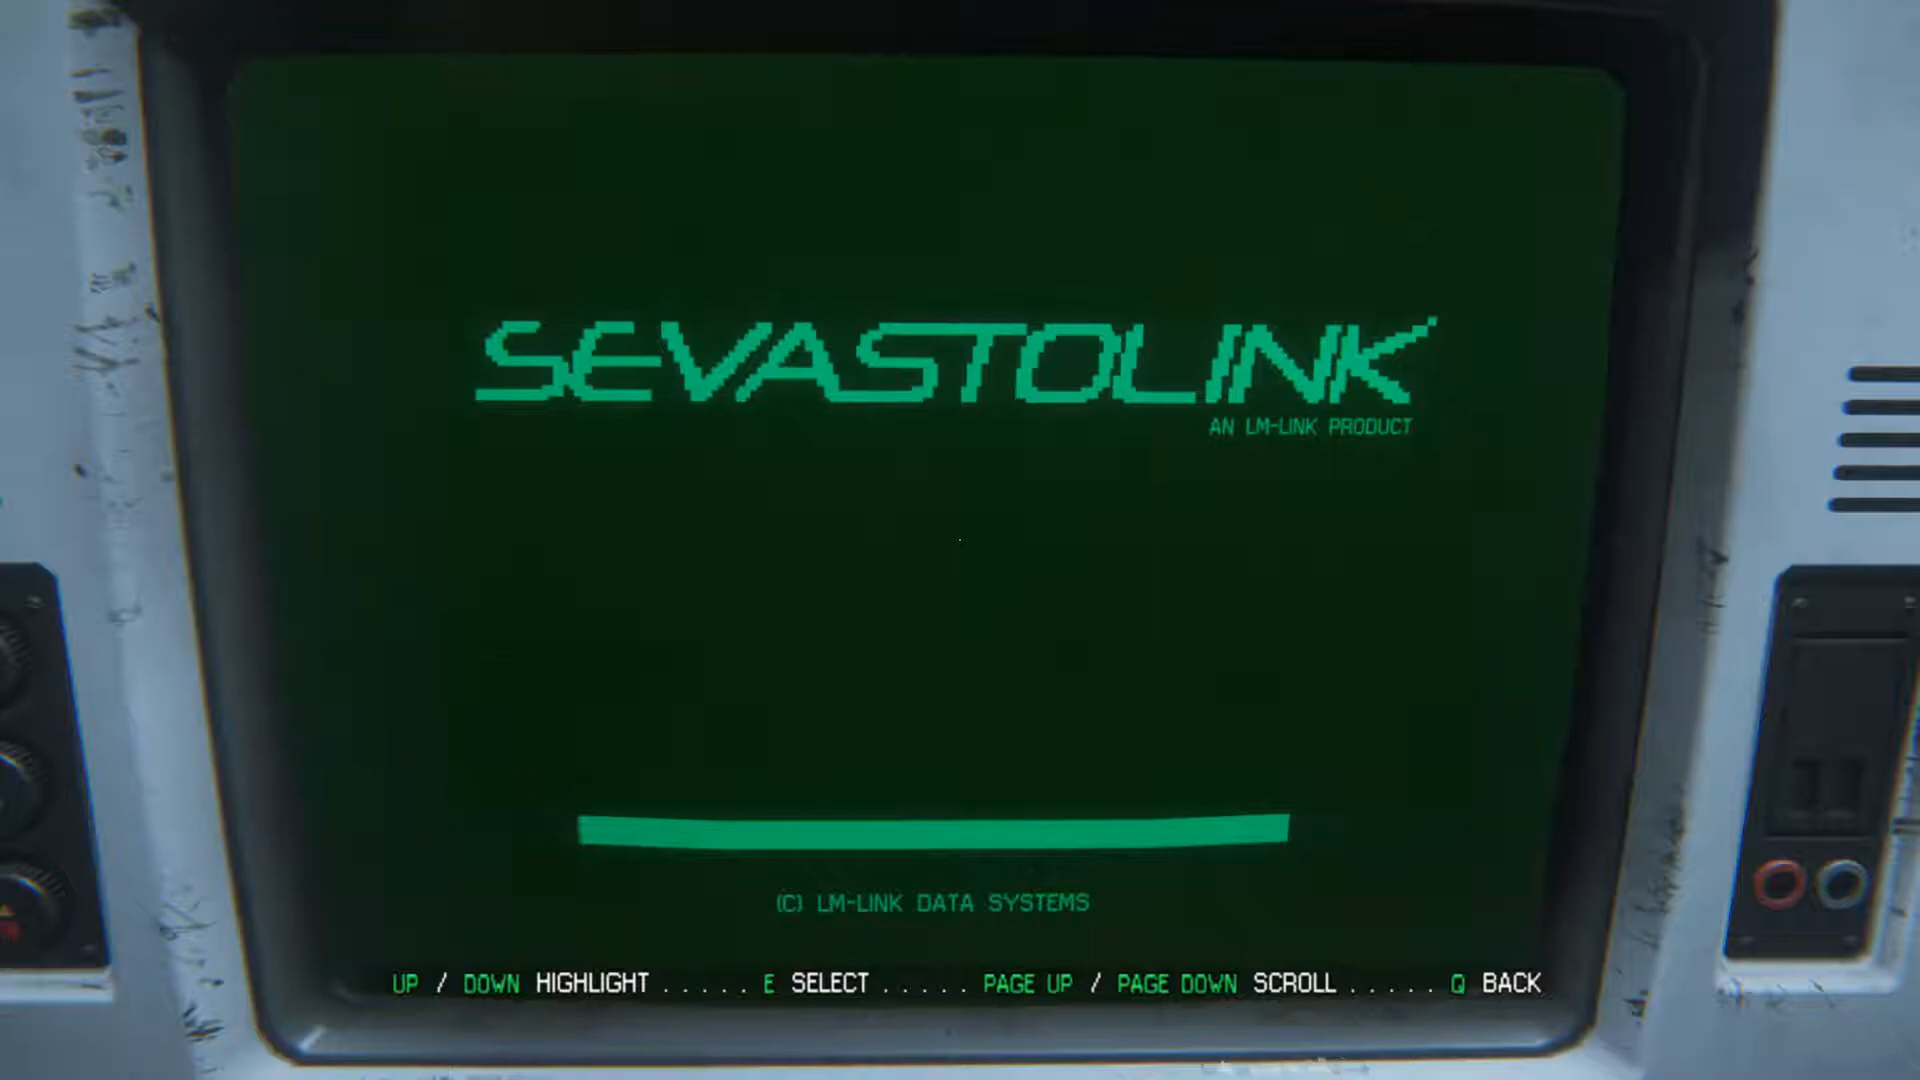 SEVASTOLINK
AN LM-LINK PRODUCT
(C) LM-LINK DATA SYSTEMS
UP / DOWN HIGHLIGHT ..... E SELECT ..... PAGE UP / PAGE DOWN SCROLL ..... Q BACK